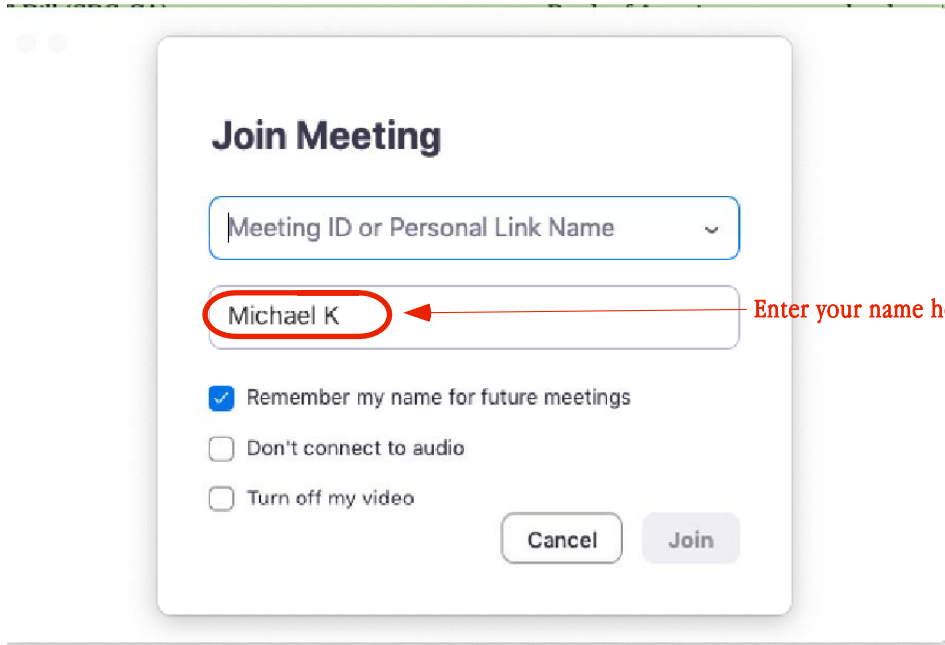 Join Meeting
Meeting ID or Personal Link Name
Michael K
Enter your name
Remember my name for future meetings
Don't connect to audio
Turn off my video
Cancel
Join